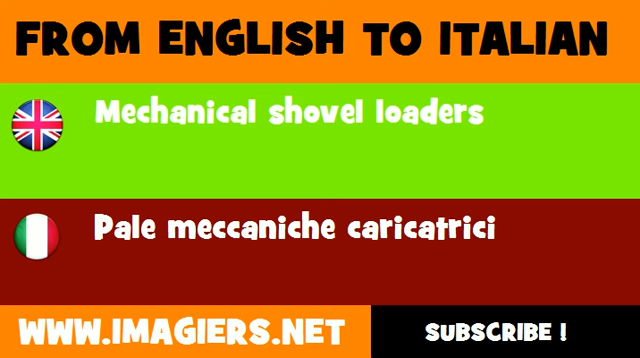 FROM ENGLISH TO ITALIAN
Mechanical shovel loaders
Pale meccaniche caricatrici
WWW.IMAGIERS.NET
SUBSCRIBE !